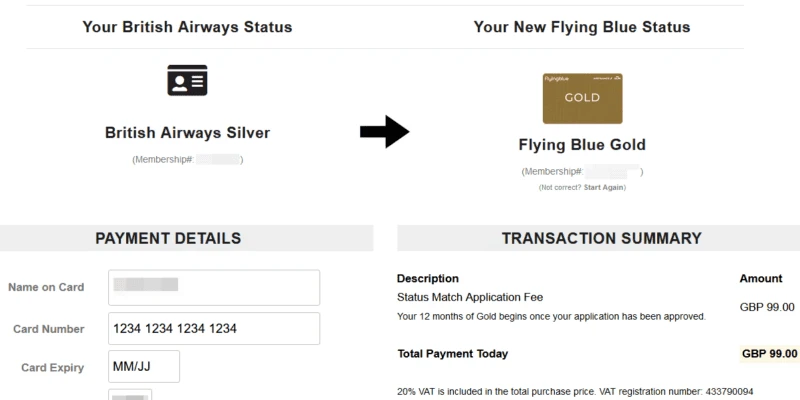 Your British Airways Status
Your New Flying Blue Status
flyingblue
GOLD
British Airways Silver
(Membership#: )
Flying Blue Gold
(Membership#: )
(Not correct? Start Again)
PAYMENT DETAILS
Name on Card
Card Number
1234 1234 1234 1234
Card Expiry
MM/JJ
TRANSACTION SUMMARY
Description
Amount
Status Match Application Fee
GBP 99.00
Your 12 months of Gold begins once your application has been approved.
Total Payment Today
GBP 99.00
20% VAT is included in the total purchase price. VAT registration number: 433790094